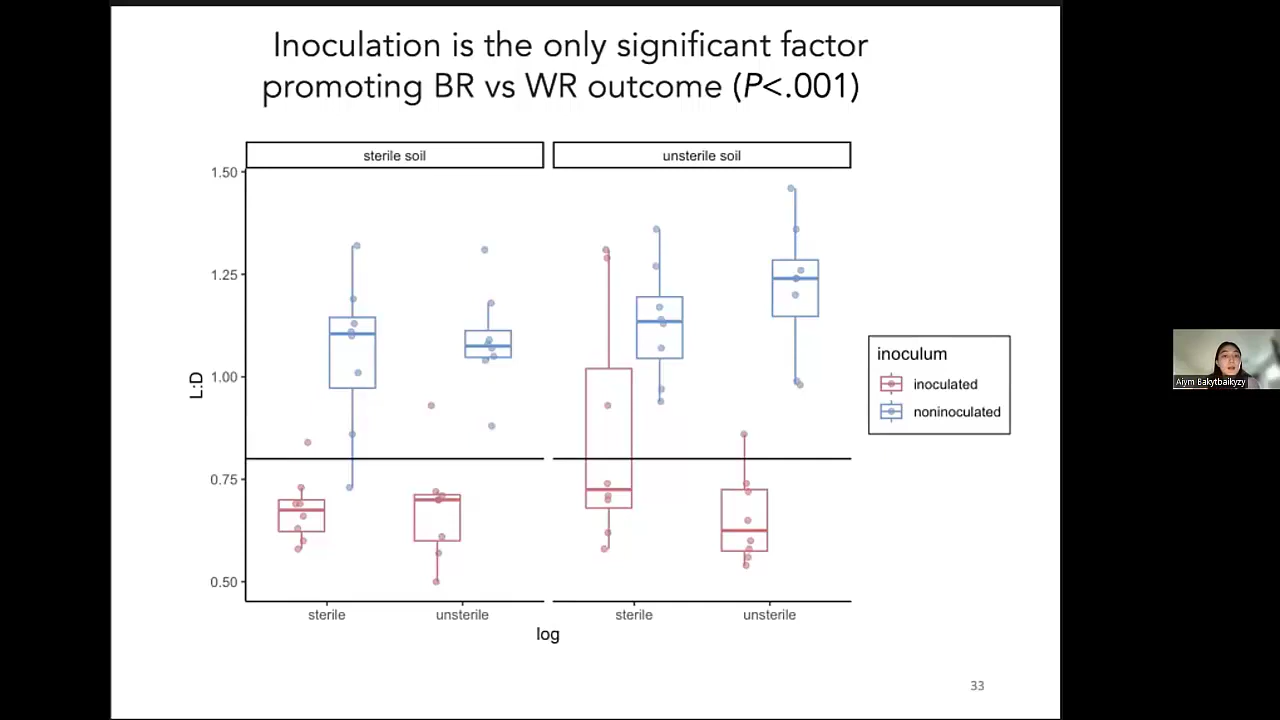 Inoculation is the only significant factor
promoting BR vs WR outcome (P<.001)
sterile soil
unsterile soil
1.50
1.25
1.00
0.75
0.50
L:D
sterile
unsterile
sterile
unsterile
log
inoculum
inoculated
noninoculated
Aiym Bakytbaikyzy
33